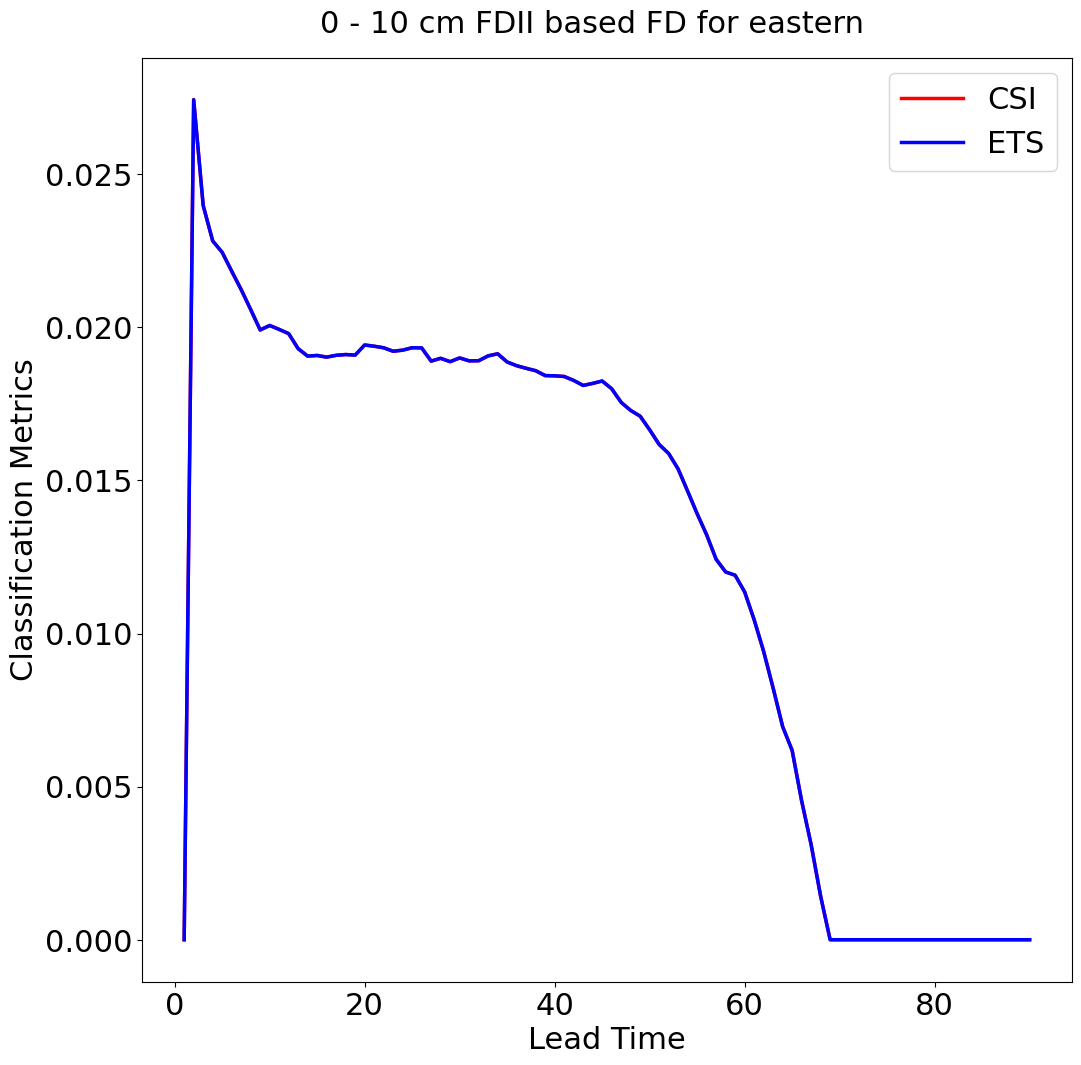 0 - 10 cm FDII based FD for eastern
CSI
ETS
0.025
0.020
0.015
0.010
0.005
0.000
Classification Metrics
0 20 40 60 80
Lead Time